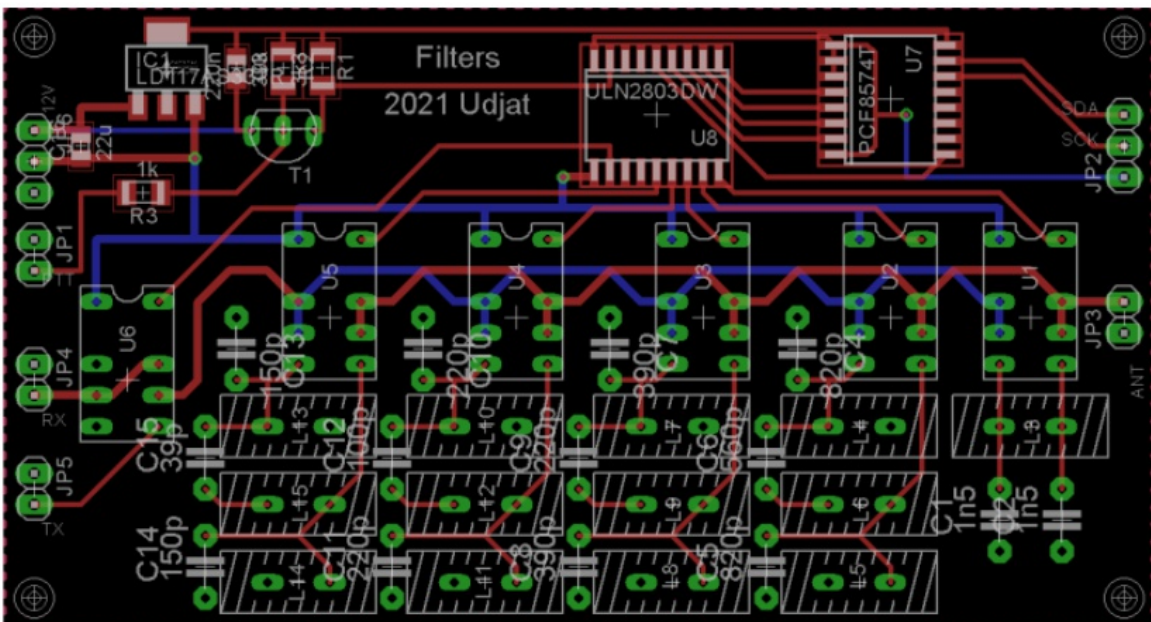 Filters
2021 Udjat
IC1
R1
ULN2803DW
U8
PCF8574T
U7
12V
22u
T1
1k
R3
SDA
SCK
JP2
JP1
U6
U5
U4
U3
U2
U1
JP3
ANT
JP4
RX
JP5
TX
150p
C13
220p
C10
390p
C7
820p
C4
L13
L10
L7
L4
L3
C15
39p
C12
100p
C9
220p
C6
560p
L15
L12
L9
L6
C1
1n5
C2
1n5
C14
150p
C11
220p
C8
390p
C5
820p
L14
L11
L8
L5